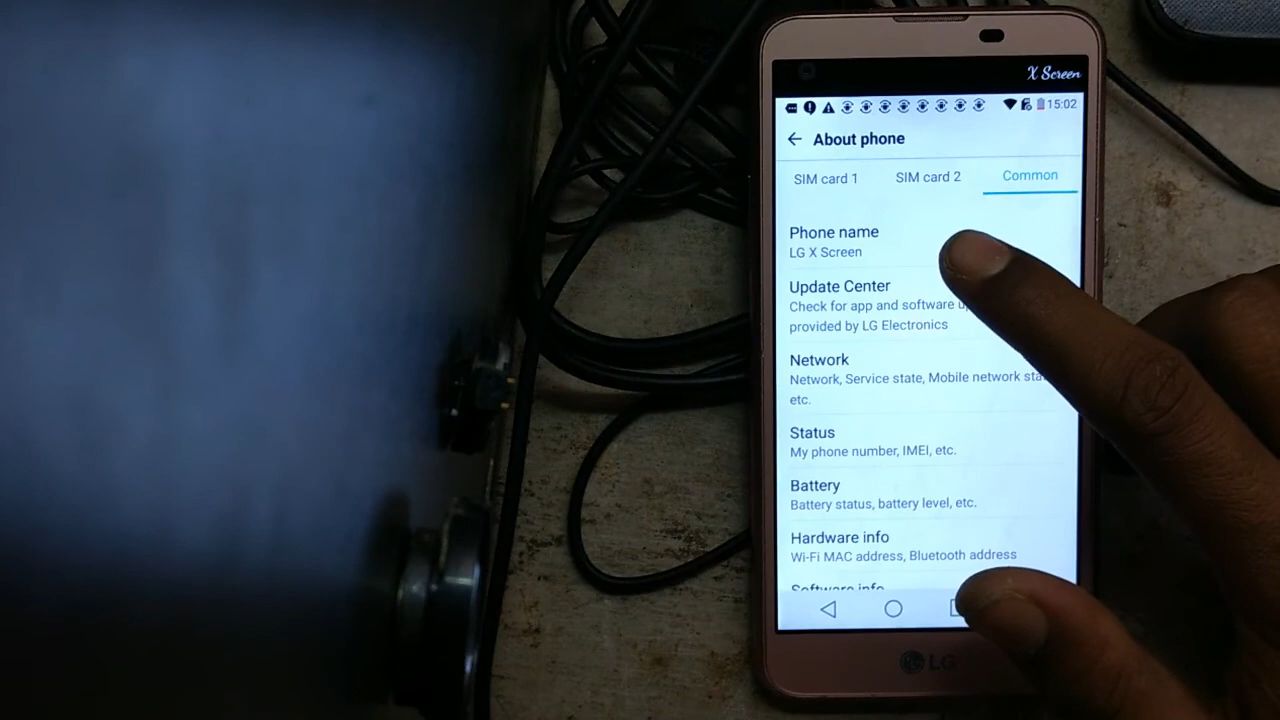 X Screen
15:02
About phone
SIM card 1
SIM card 2
Common
Phone name
LG X Screen
Update Center
Check for app and software
provided by LG Electronics
Network
Network, Service state, Mobile network
etc.
Status
My phone number, IMEI, etc.
Battery
Battery status, battery level, etc.
Hardware info
Wi-Fi MAC address, Bluetooth address
Software info
LG